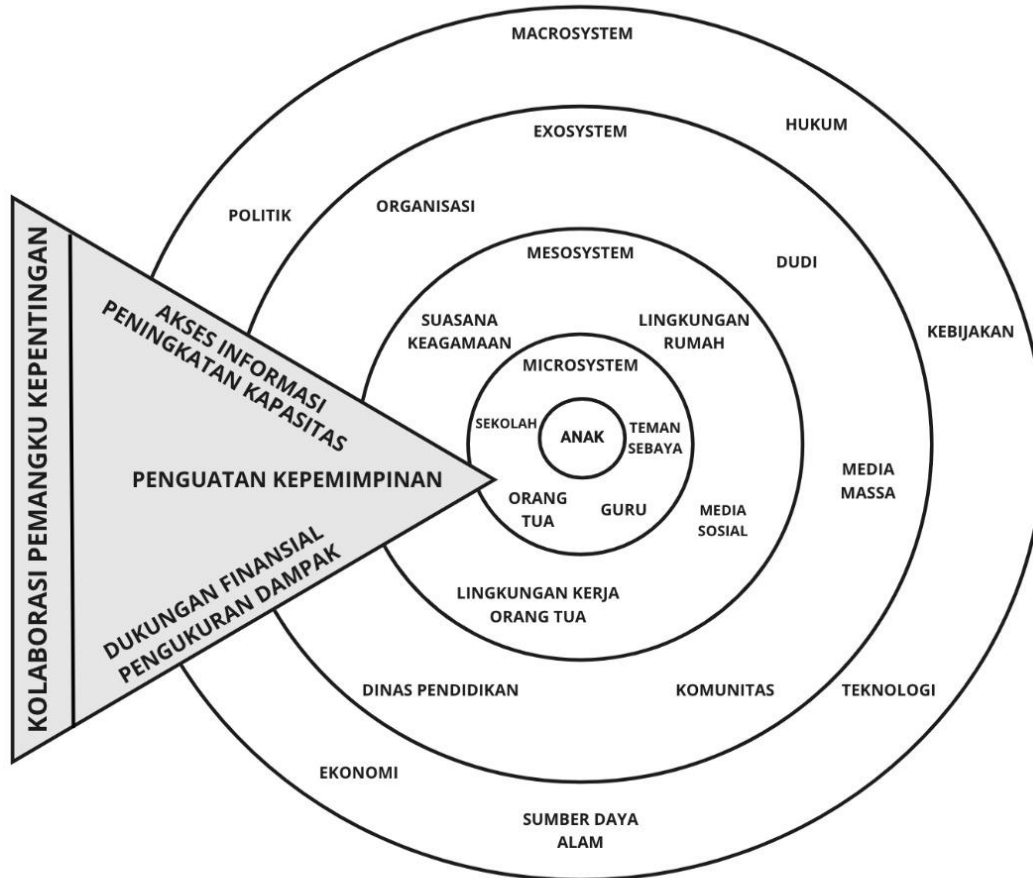 MACROSYSTEM
HUKUM
EXOSYSTEM
POLITIK
ORGANISASI
DUDI
MESOSYSTEM
KEBIJAKAN
SUASANA
KEAGAMAAN
LINGKUNGAN
RUMAH
MICROSYSTEM
SEKOLAH
ANAK
TEMAN
SEBAYA
ORANG
TUA
GURU
MEDIA
SOSIAL
MEDIA
MASSA
LINGKUNGAN KERJA
ORANG TUA
DINAS PENDIDIKAN
KOMUNITAS
TEKNOLOGI
EKONOMI
SUMBER DAYA
ALAM
KOLABORASI PEMANGKU KEPENTINGAN
AKSES INFORMASI
PENINGKATAN KAPASITAS
PENGUATAN KEPEMIMPINAN
DUKUNGAN FINANSIAL
PENGUKURAN DAMPAK